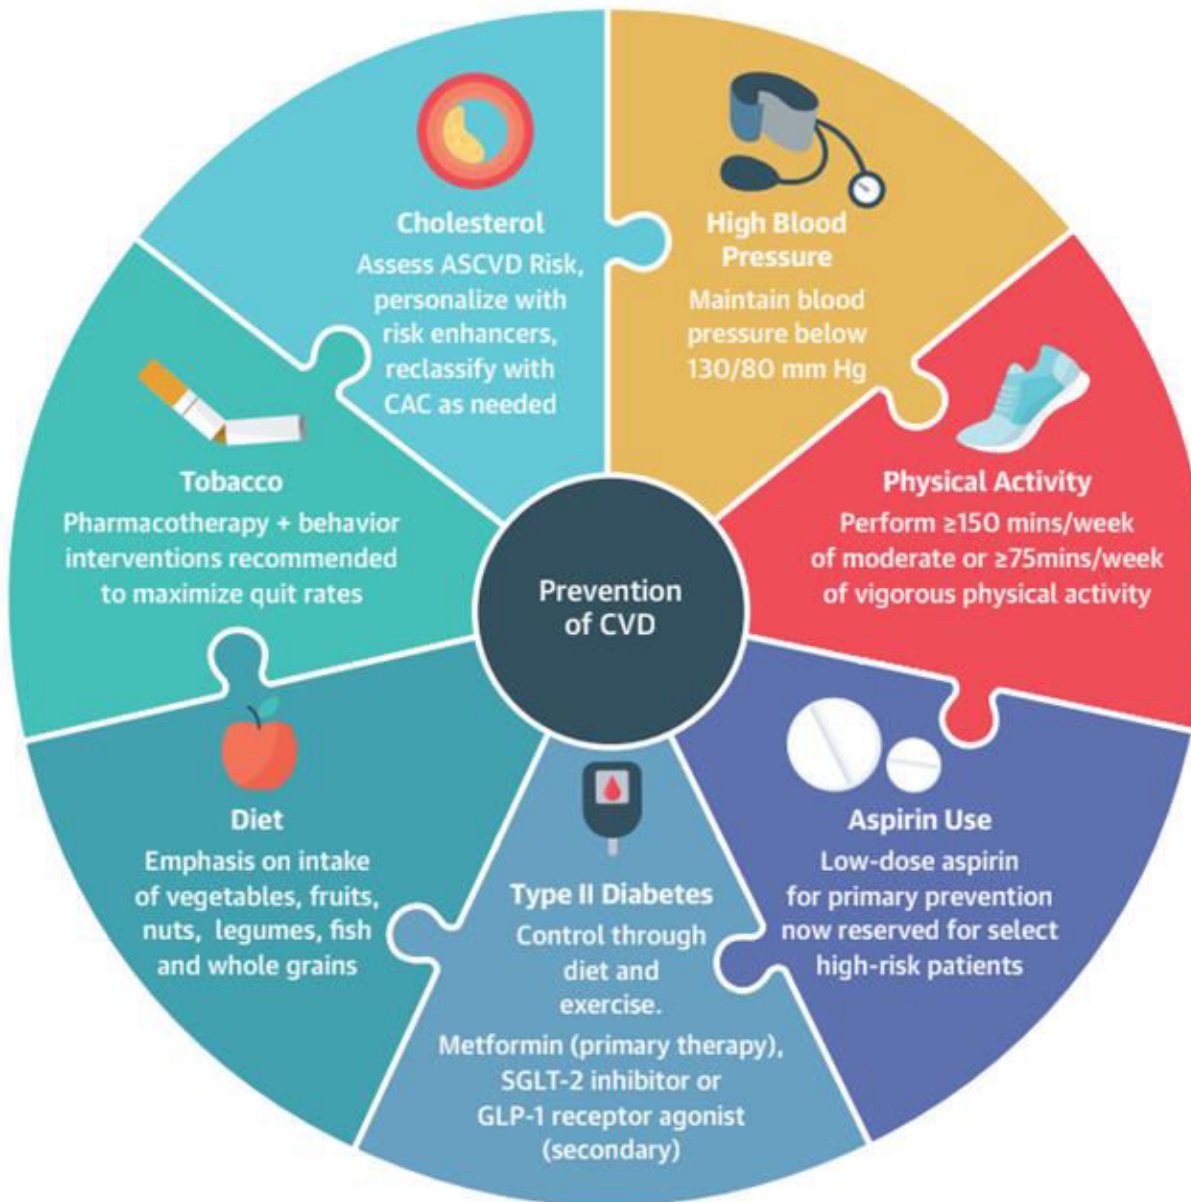 Cholesterol
Assess ASCVD Risk,
personalize with
risk enhancers,
reclassify with
CAC as needed
High Blood
Pressure
Maintain blood
pressure below
130/80 mm Hg
Tobacco
Pharmacotherapy + behavior
interventions recommended
to maximize quit rates
Physical Activity
Perform ≥150 mins/week
of moderate or ≥75mins/week
of vigorous physical activity
Prevention
of CVD
Diet
Emphasis on intake
of vegetables, fruits,
nuts, legumes, fish
and whole grains
Type II Diabetes
Control through
diet and
exercise.
Metformin (primary therapy),
SGLT-2 inhibitor or
GLP-1 receptor agonist
(secondary)
Aspirin Use
Low-dose aspirin
for primary prevention
now reserved for select
high-risk patients